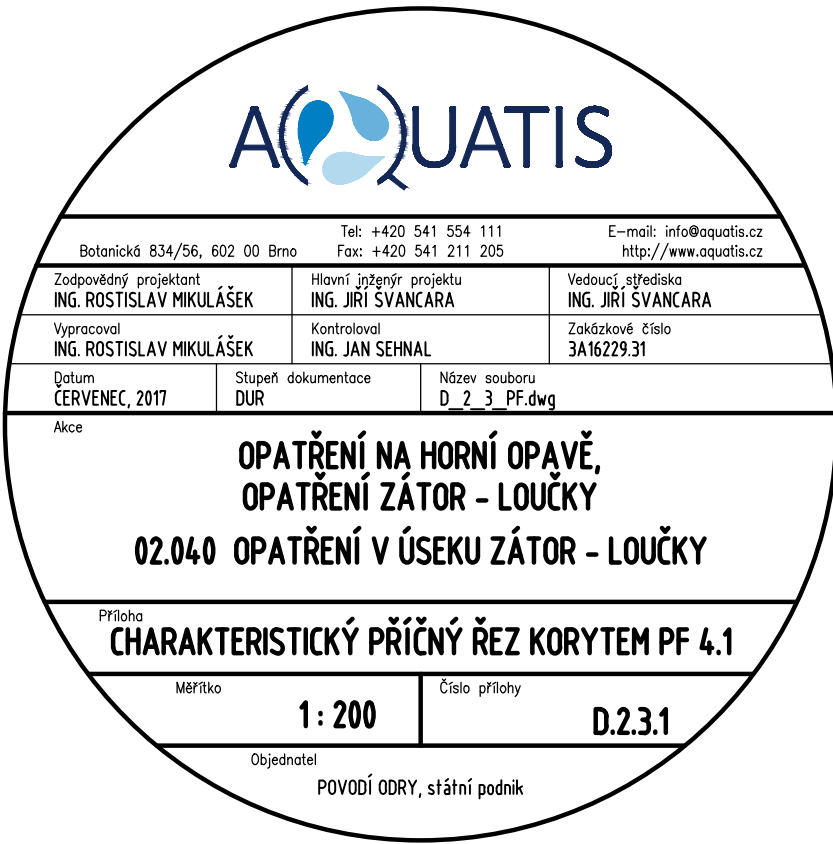 AQUATIS
Botanická 834/56, 602 00 Brno
Tel: +420 541 554 111
Fax: +420 541 211 205
E-mail: info@aquatis.cz
http://www.aquatis.cz
Zodpovědný projektant
ING. ROSTISLAV MIKULÁŠEK
Hlavní inženýr projektu
ING. JIŘÍ ŠVANCARA
Vedoucí střediska
ING. JIŘÍ ŠVANCARA
Vypracoval
ING. ROSTISLAV MIKULÁŠEK
Kontroloval
ING. JAN SEHNAL
Zakázkové číslo
3A16229.31
Datum
ČERVENEC, 2017
Stupeň dokumentace
DUR
Název souboru
D_2_3_PF.dwg
Akce
OPATŘENÍ NA HORNÍ OPAVĚ,
OPATŘENÍ ZÁTOR - LOUČKY
02.040 OPATŘENÍ V ÚSEKU ZÁTOR - LOUČKY
Příloha
CHARAKTERISTICKÝ PŘÍČNÝ ŘEZ KORYTEM PF 4.1
Měřítko
1 : 200
Číslo přílohy
D.2.3.1
Objednatel
POVODÍ ODRY, státní podnik